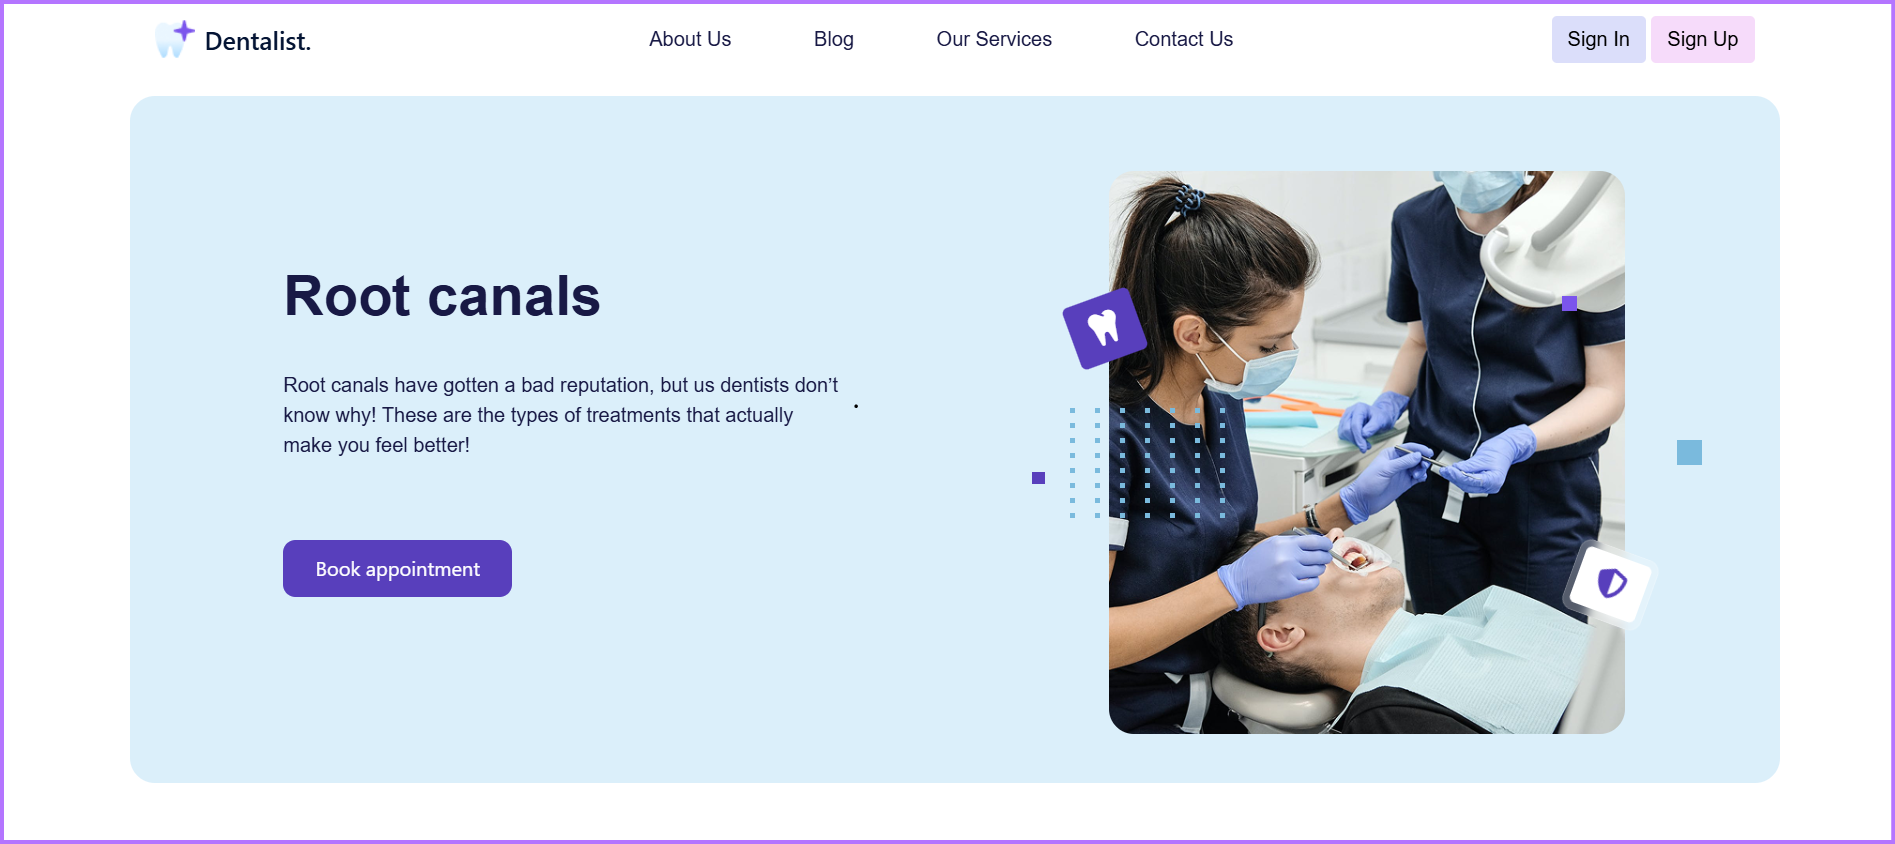 Dentalist.
About Us
Blog
Our Services
Contact Us
Sign In
Sign Up
Root canals
Root canals have gotten a bad reputation, but us dentists don’t
know why! These are the types of treatments that actually
make you feel better!
Book appointment